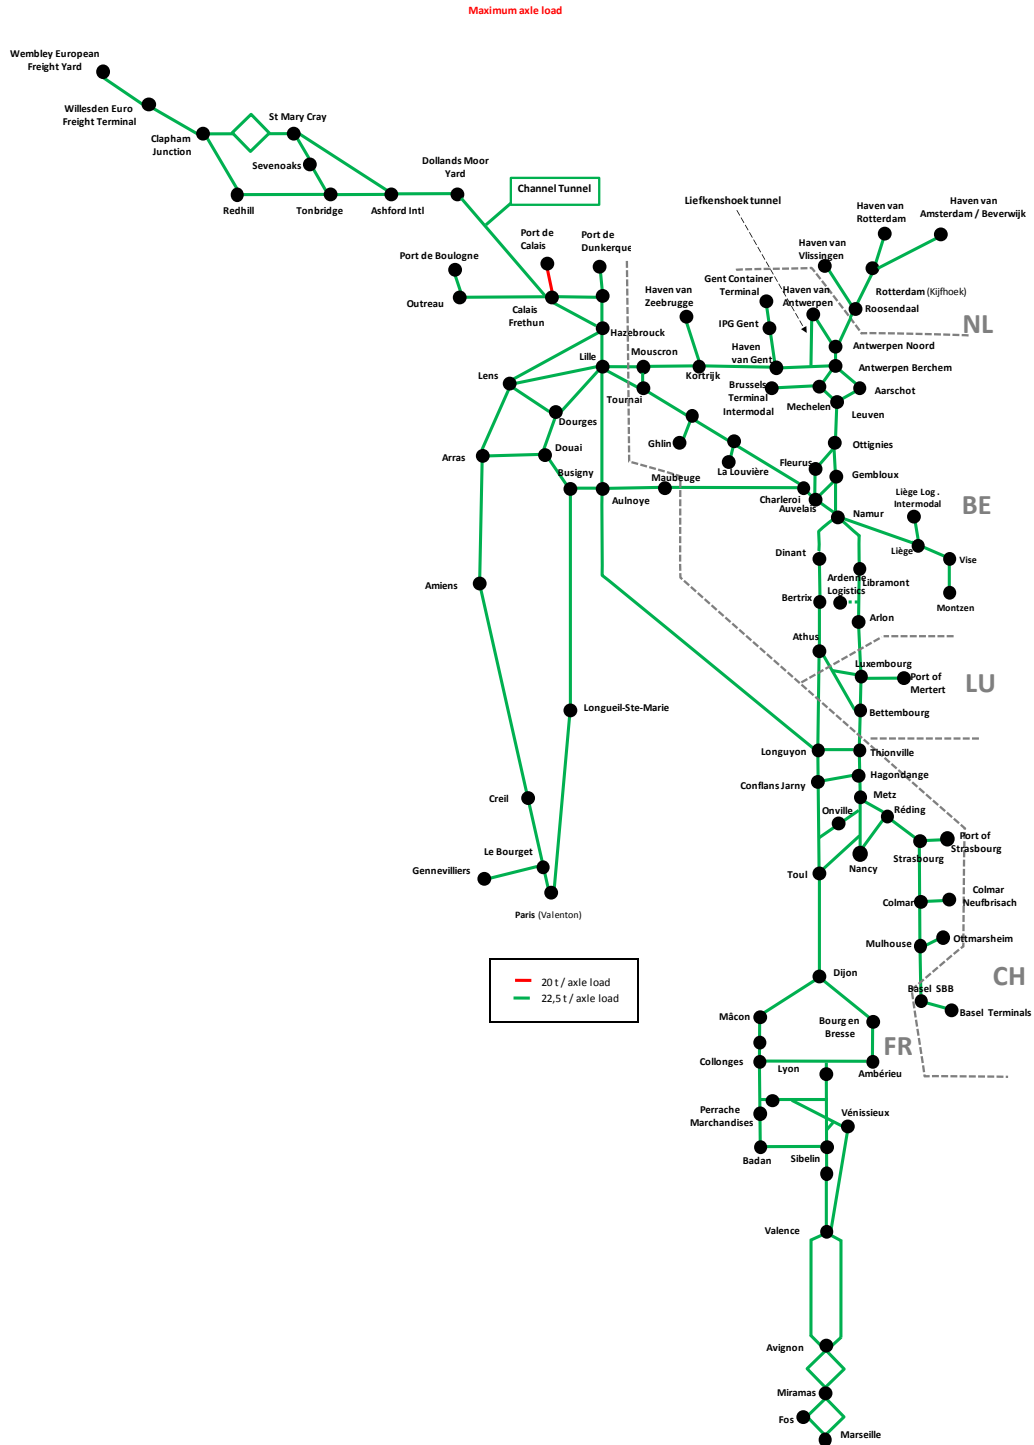 Maximum axle load
Wembley European
Freight Yard
Willesden Euro
Freight Terminal
Clapham
Junction
St Mary Cray
Sevenoaks
Redhill
Tonbridge
Ashford Intl
Dollands Moor
Yard
Channel Tunnel
Liefkenshoek tunnel
Haven van
Rotterdam
Haven van
Amsterdam / Beverwijk
Port de
Calais
Port de
Dunkerque
Port de Boulogne
Outreau
Calais
Frethun
Haven van
Zeebrugge
Gent Container
Terminal
Haven van
Vlissingen
Haven van
Antwerpen
Rotterdam (Kijfhoek)
Roosendaal
NL
IPG Gent
Hazebrouck
Mouscron
Haven
van Gent
Antwerpen Noord
Lille
Kortrijk
Antwerpen Berchem
Lens
Tournai
Brussels
Terminal
Intermodal
Mechelen
Aarschot
Leuven
Dourges
Ghlin
Arras
Douai
La Louvière
Ottignies
Fleurus
Gembloux
Busigny
Maubeuge
Aulnoye
Charleroi
Auvelais
Namur
Liège Log .
Intermodal
BE
Liège
Vise
Montzen
Dinant
Ardenne
Logistics
Libramont
Amiens
Bertrix
Arlon
Athus
Luxembourg
Port of
Mertert
LU
Bettembourg
Longueil-Ste-Marie
Longuyon
Thionville
Conflans Jarny
Hagondange
Metz
Creil
Onville
Réding
Le Bourget
Gennevilliers
Paris (Valenton)
Port of
Strasbourg
Strasbourg
Nancy
Toul
Colmar
Colmar
Neufbrisach
Mulhouse
Ottmarsheim
CH
Basel SBB
Basel Terminals
20 t / axle load
22,5 t / axle load
Dijon
Mâcon
Bourg en
Bresse
FR
Collonges
Lyon
Ambérieu
Perrache
Marchandises
Vénissieux
Badan
Sibelin
Valence
Avignon
Miramas
Fos
Marseille